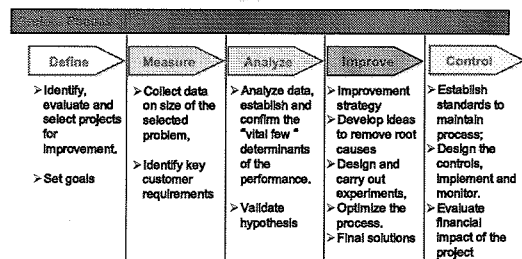 Define
Identify,
evaluate and
select projects
for
improvement.
Set goals
Measure
Collect data
on size of the
selected
problem,
Identify key
customer
requirements
Analyze
Analyze data,
establish and
confirm the
"vital few "
determinants
of the
performance.
Validate
hypothesis
Improve
Improvement
strategy
Develop ideas
to remove root
causes
Design and
carry out
experiments,
Optimize the
process.
Final solutions
Control
Establish
standards to
maintain
process;
Design the
controls,
implement and
monitor.
Evaluate
financial
impact of the
project